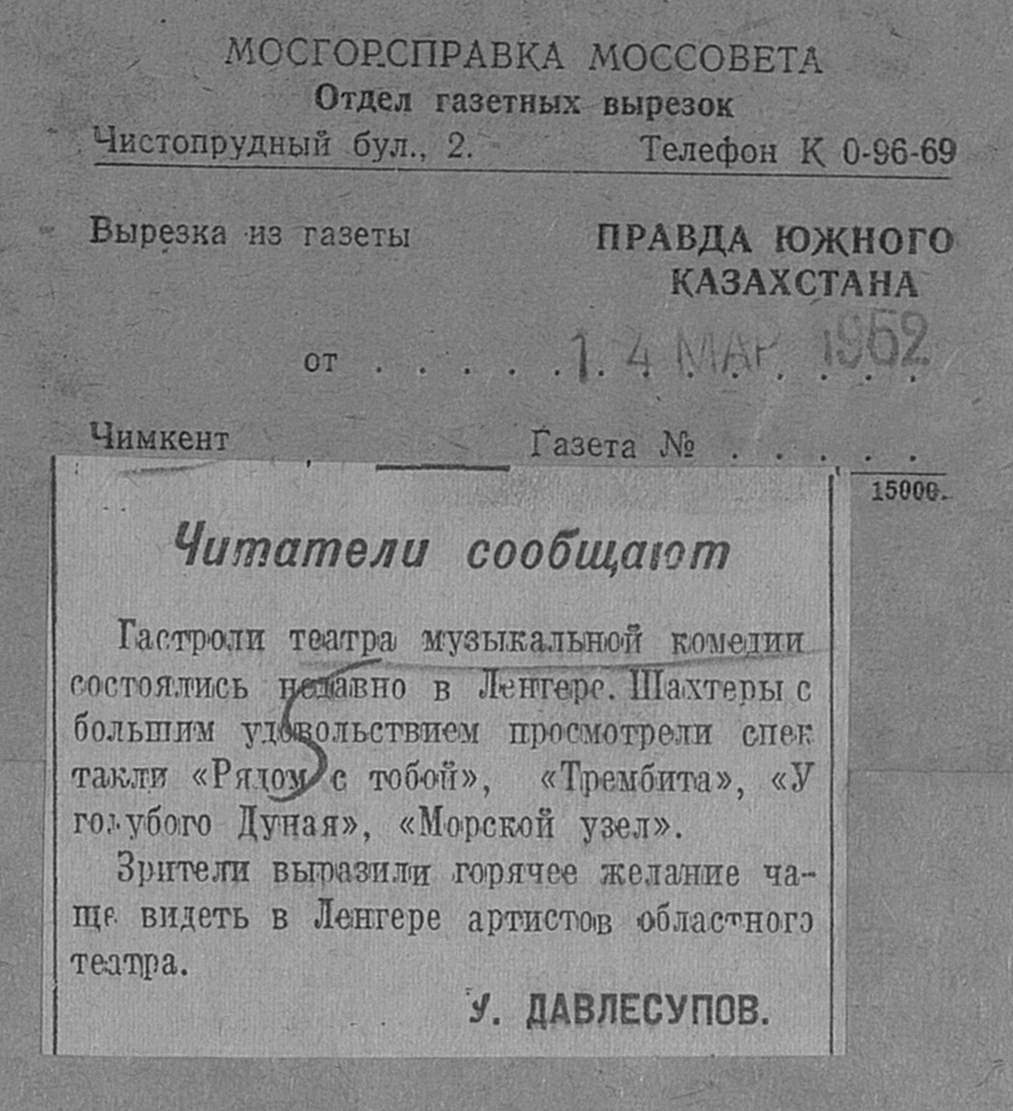 МОСГОРСПРАВКА МОССОВЕТА
Отдел газетных вырезок
Чистопрудный бул., 2. Телефон К 0-96-69
Вырезка из газеты ПРАВДА ЮЖНОГО
КАЗАХСТАНА
от . . . . . 14 МАР 1962
Чимкент Газета № . . . . .
15000.
Читатели сообщают
Гастроли театра музыкальной комедии
состоялись недавно в Ленгере. Шахтеры с
большим удовольствием просмотрели спек
такли «Рядом с тобой», «Трембита», «У
голубого Дуная», «Морской узел».
Зрители выразили горячее желание ча-
ще видеть в Ленгере артистов областного
театра.
У. ДАВЛЕСУПОВ.